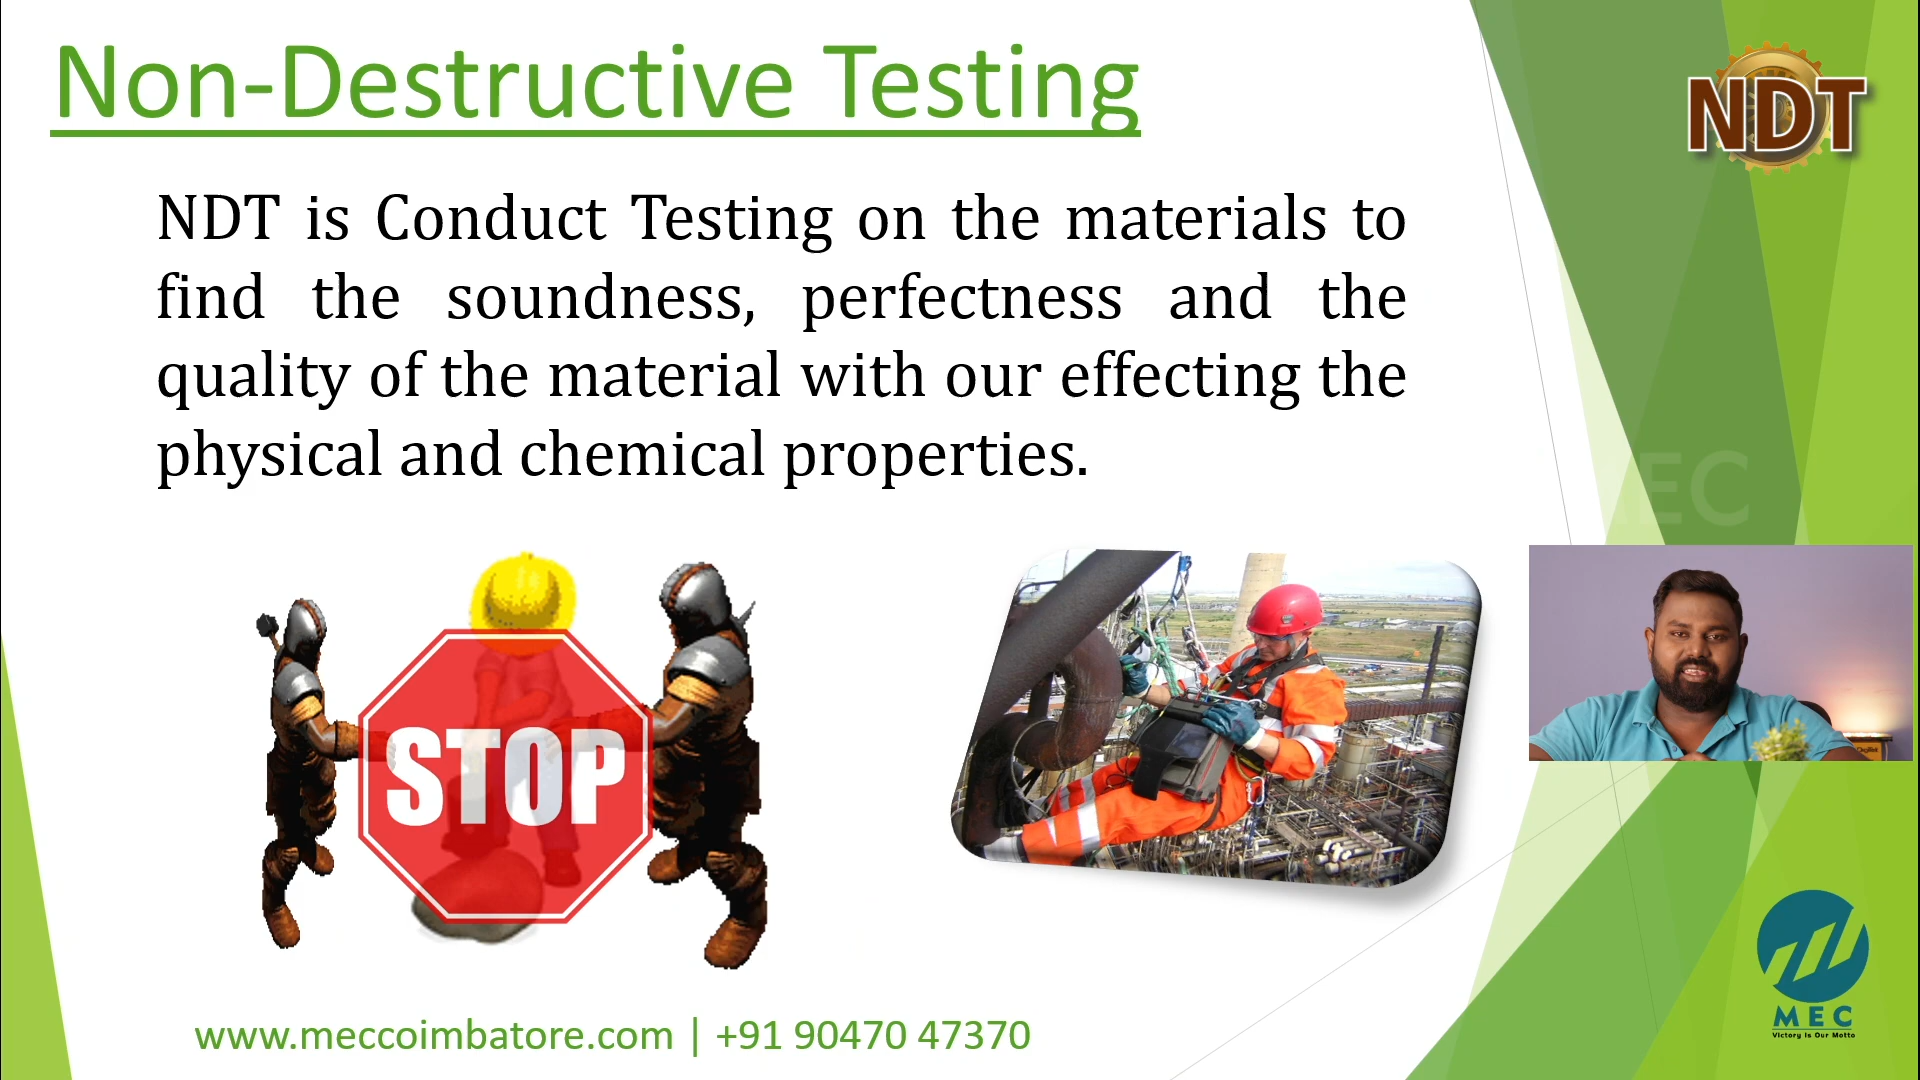 Non-Destructive Testing
NDT
NDT is Conduct Testing on the materials to
find the soundness, perfectness and the
quality of the material with our effecting the
physical and chemical properties.
MEC
STOP
MEC
Victory Is Our Motto
www.meccoimbatore.com | +91 90470 47370